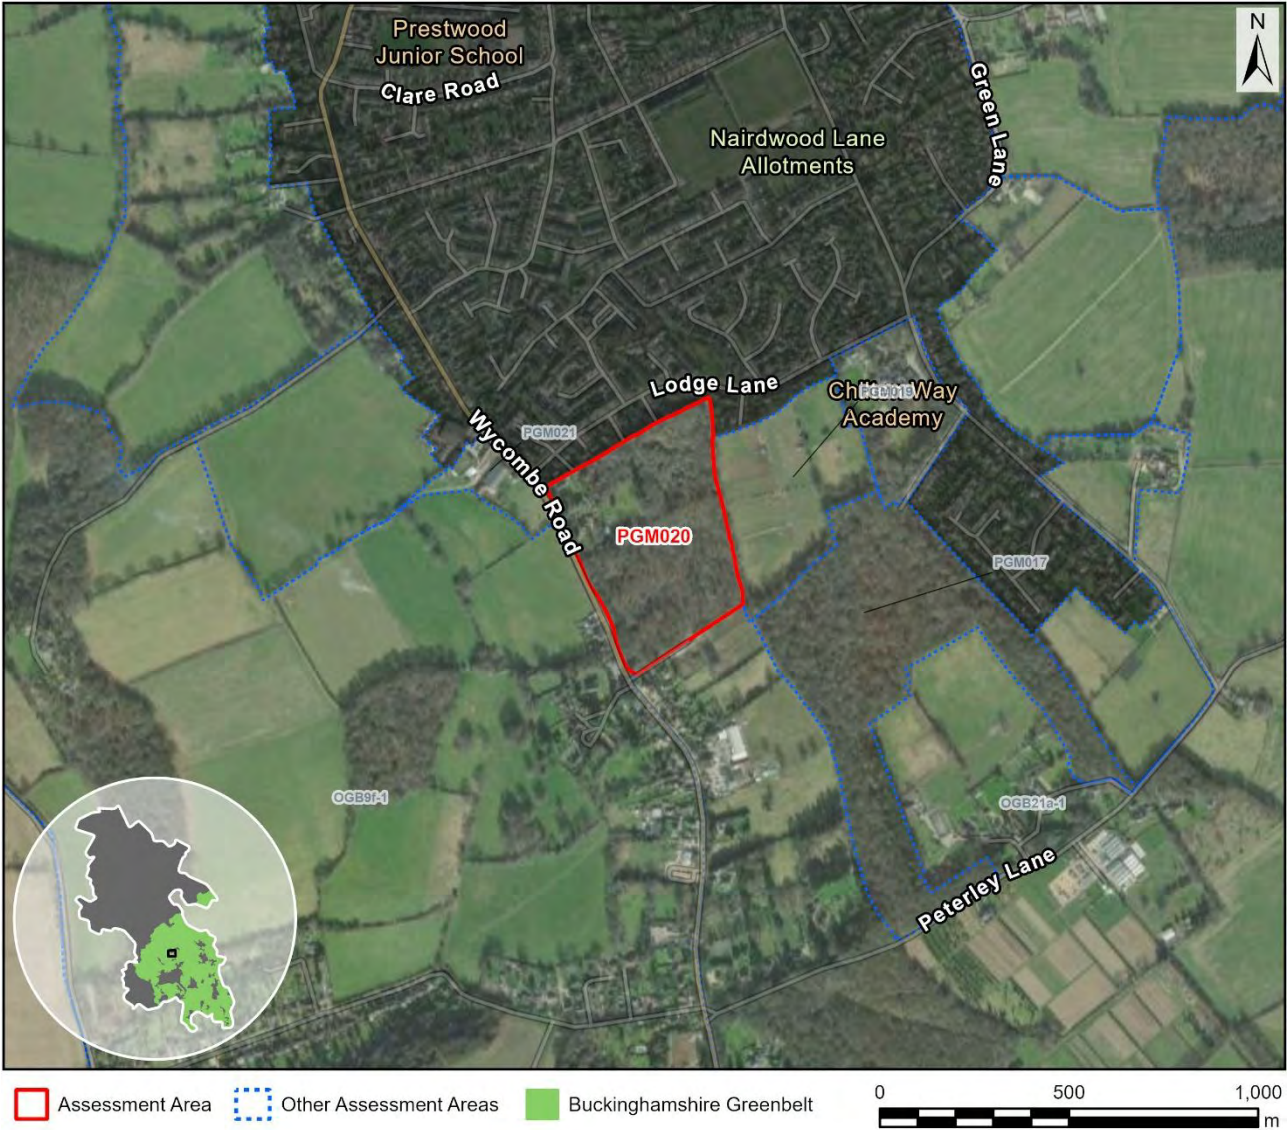 N
Prestwood
Junior School
Clare Road
Green Lane
Nairdwood Lane
Allotments
Lodge Lane
PGM019
Way
Academy
PGM021
Wycombe Road
PGM020
PGM017
OGB9f-1
OGB21a-1
Peterley Lane
Assessment Area
Other Assessment Areas
Buckinghamshire Greenbelt
0 500 1,000
m